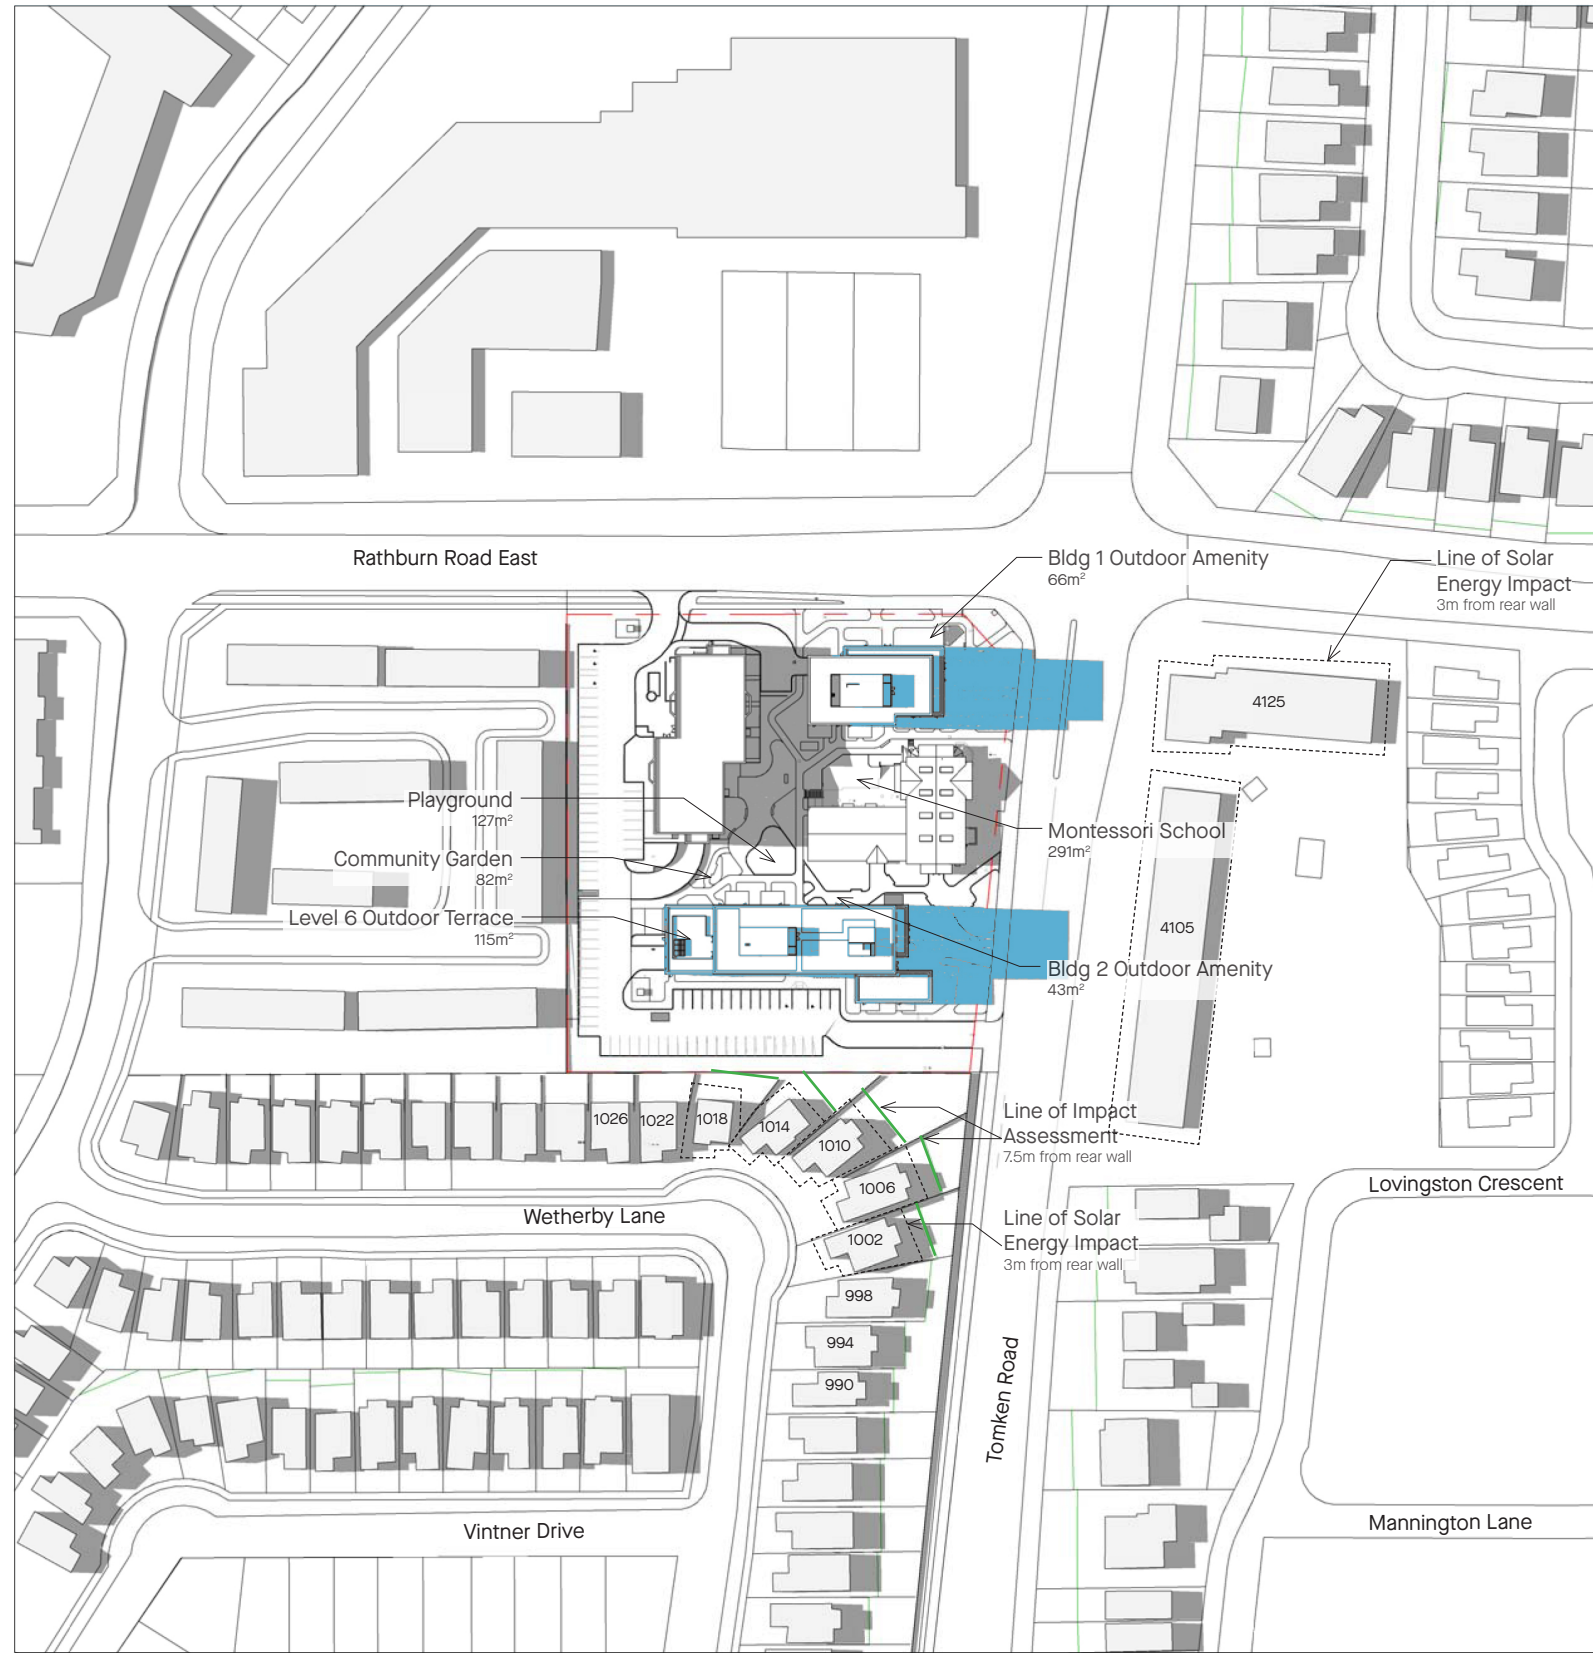 Rathburn Road East
Bldg 1 Outdoor Amenity
66m²
Line of Solar
Energy Impact
3m from rear wall
4125
Playground
127m²
Montessori School
291m²
Community Garden
82m²
Level 6 Outdoor Terrace
115m²
4105
Bldg 2 Outdoor Amenity
43m²
1026
1022
1018
1014
1010
1006
1002
998
994
990
Line of Impact
Assessment
7.5m from rear wall
Line of Solar
Energy Impact
3m from rear wall
Lovingston Crescent
Wetherby Lane
Tomken Road
Vintner Drive
Mannington Lane